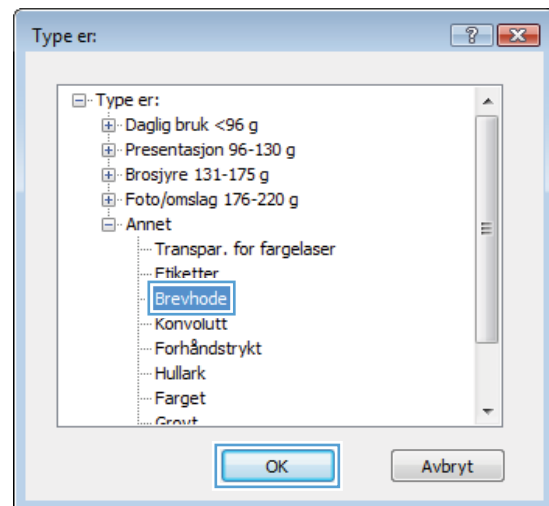 Type er:
Type er:
Daglig bruk <96 g
Presentasjon 96-130 g
Brosjyre 131-175 g
Foto/omslag 176-220 g
Annet
Transpar. for fargelaser
Etiketter
Brevhode
Konvolutt
Forhåndstrykt
Hullark
Farget
Grovt
OK Avbryt